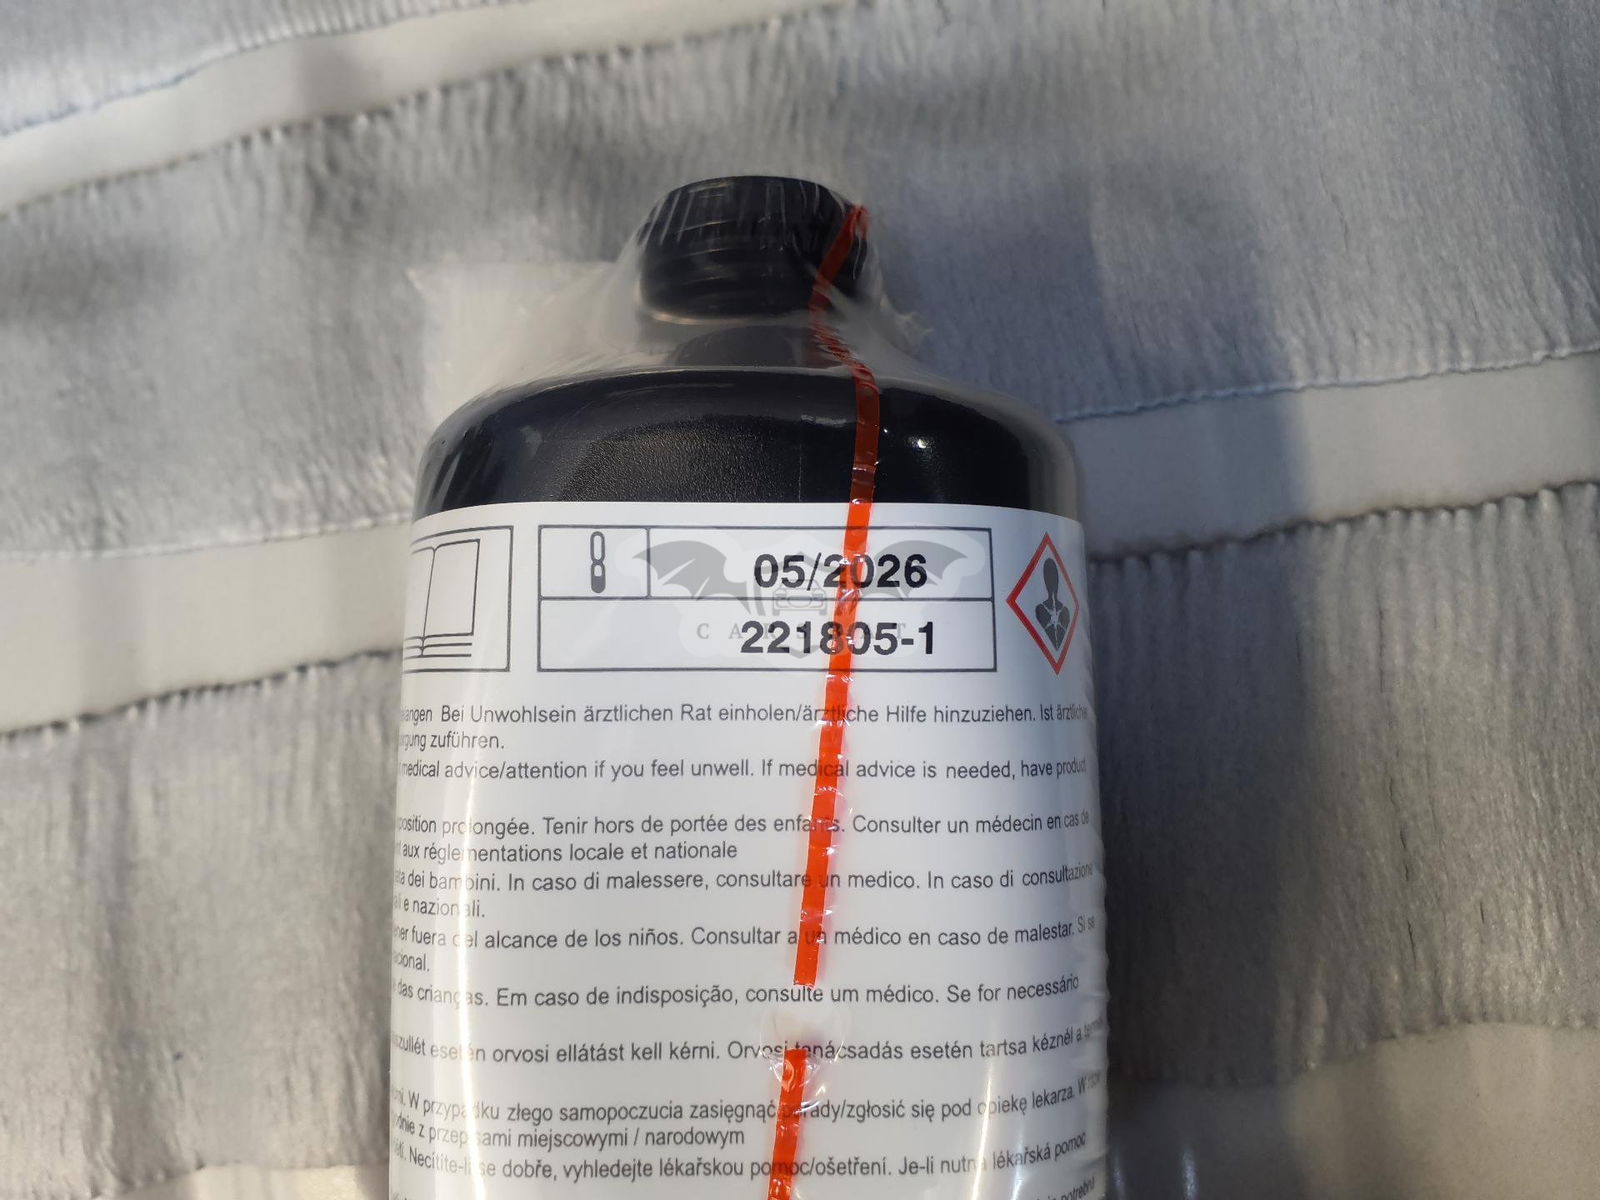 05/2026
221805-1
CARSBAT
Bei Unwohlsein ärztlichen Rat einholen/ärztliche Hilfe hinzuziehen. Ist
zuführen.
medical advice/attention if you feel unwell. If medical advice is needed, have product
prolongée. Tenir hors de portée des enfants. Consulter un médecin en cas de
aux réglementations locale et nationale
dei bambini. In caso di malessere, consultare un medico. In caso di consultazione
e nazionali.
fuera del alcance de los niños. Consultar a un médico en caso de malestar. Si se
das crianças. Em caso de indisposição, consulte um médico. Se for necessário
esetén orvosi ellátást kell kérni. Orvosi tanácsadás esetén tartsa kéznél a
W przypadku złego samopoczucia zasięgnąć porady/zgłosić się pod opiekę lekarza. W
z przepisami miejscowymi / narodowym
Necítíte-li se dobře, vyhledejte lékařskou pomoc/ošetření. Je-li nutná lékařská pomoc